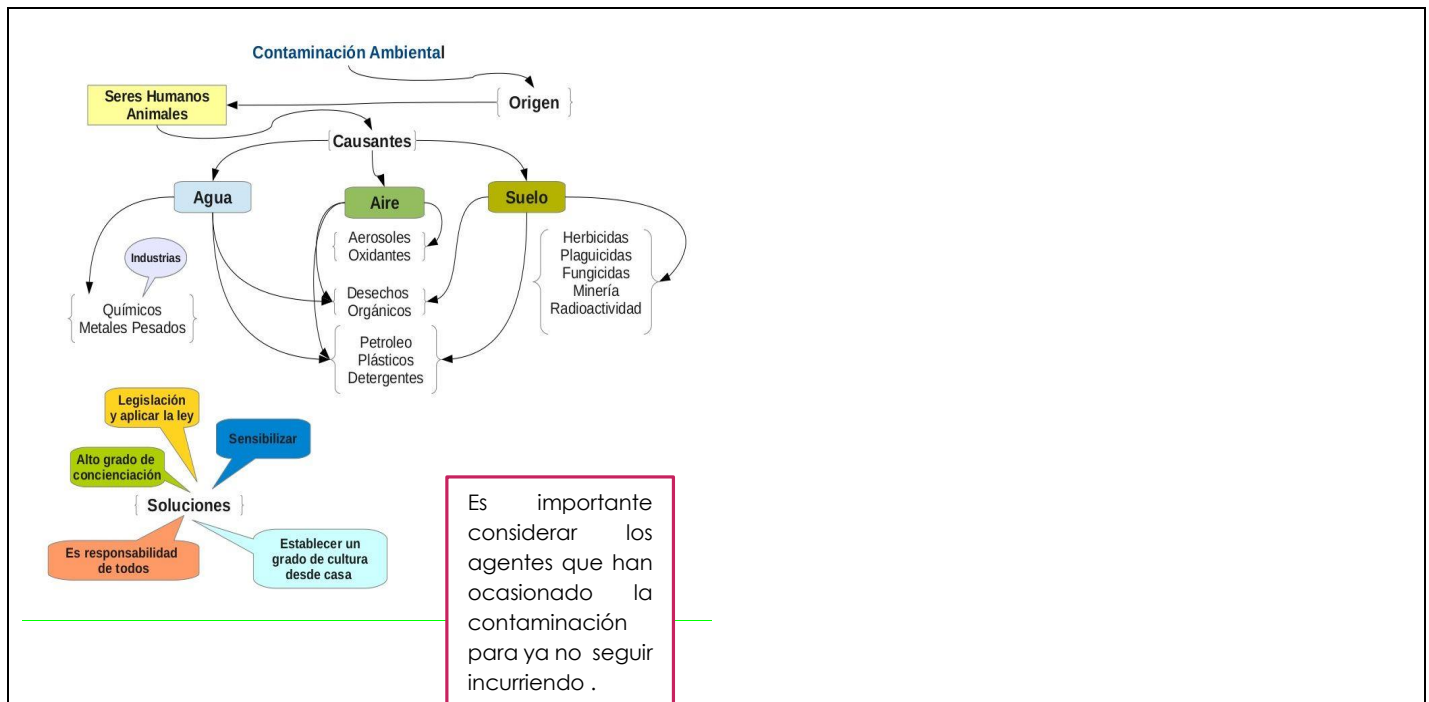 Contaminación Ambiental
Origen
Seres Humanos
Animales
Causantes
Agua
Aire
Suelo
Aerosoles
Oxidantes
Herbicidas
Plaguicidas
Fungicidas
Minería
Radioactividad
Industrias
Químicos
Metales Pesados
Desechos
Orgánicos
Petroleo
Plásticos
Detergentes
Legislación
y aplicar la ley
Sensibilizar
Alto grado de
concienciación
Soluciones
Es responsabilidad
de todos
Establecer un
grado de cultura
desde casa
Es importante
considerar los
agentes que han
ocasionado la
contaminación
para ya no seguir
incurriendo .